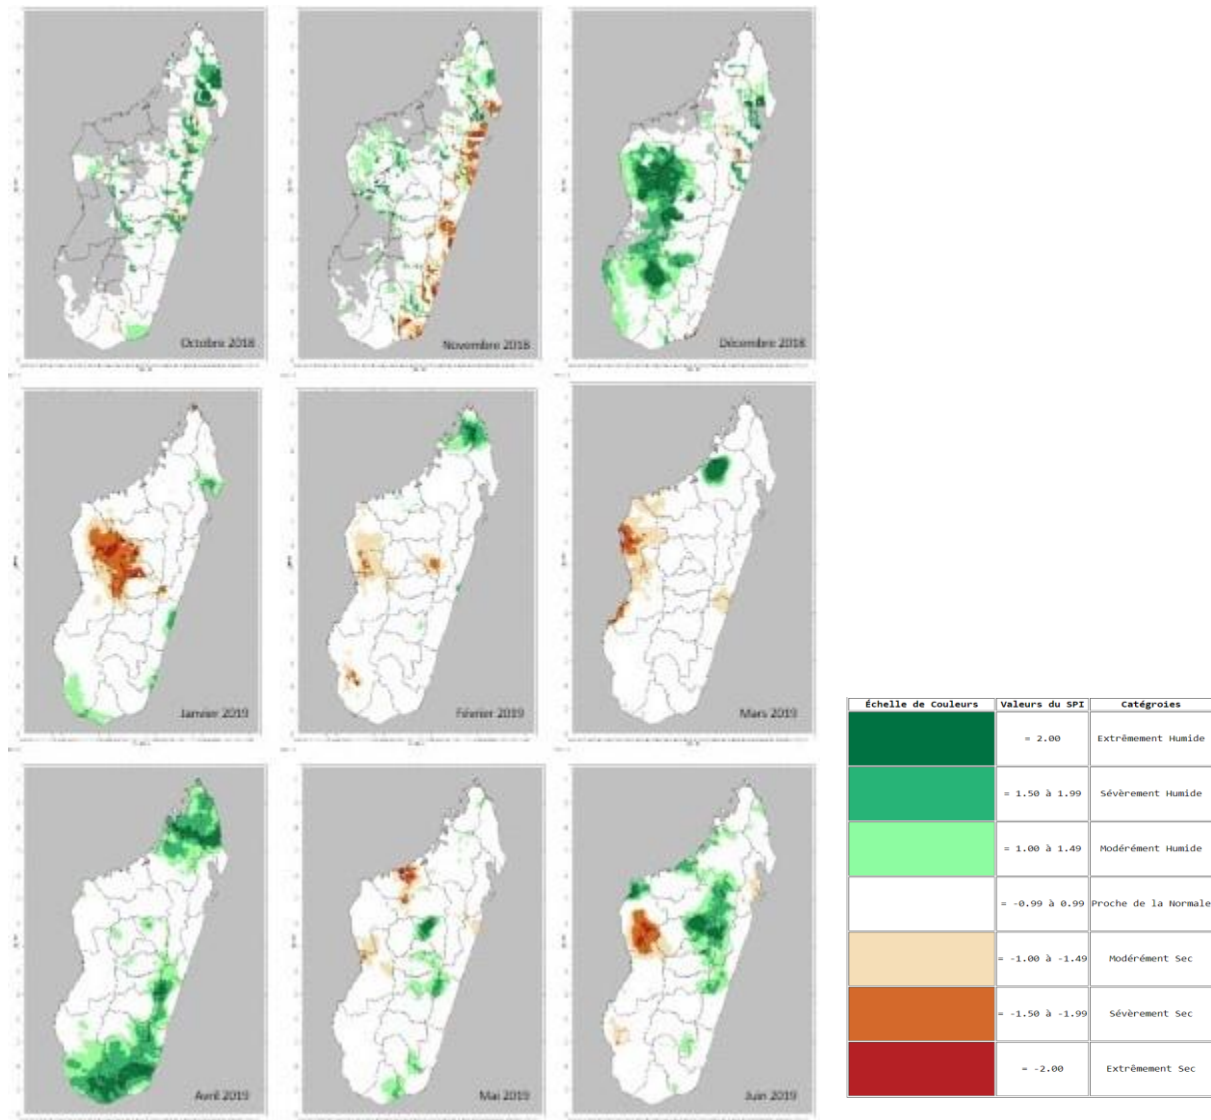 Octobre 2018
Novembre 2018
Décembre 2018
Janvier 2019
Février 2019
Mars 2019
Avril 2019
Mai 2019
Juin 2019
Échelle de Couleurs Valeurs du SPI Catégroies
= 2.00 Extrêmement Humide
= 1.50 à 1.99 Sévèrement Humide
= 1.00 à 1.49 Modérément Humide
= -0.99 à 0.99 Proche de la Normale
= -1.00 à -1.49 Modérément Sec
= -1.50 à -1.99 Sévèrement Sec
= -2.00 Extrêmement Sec